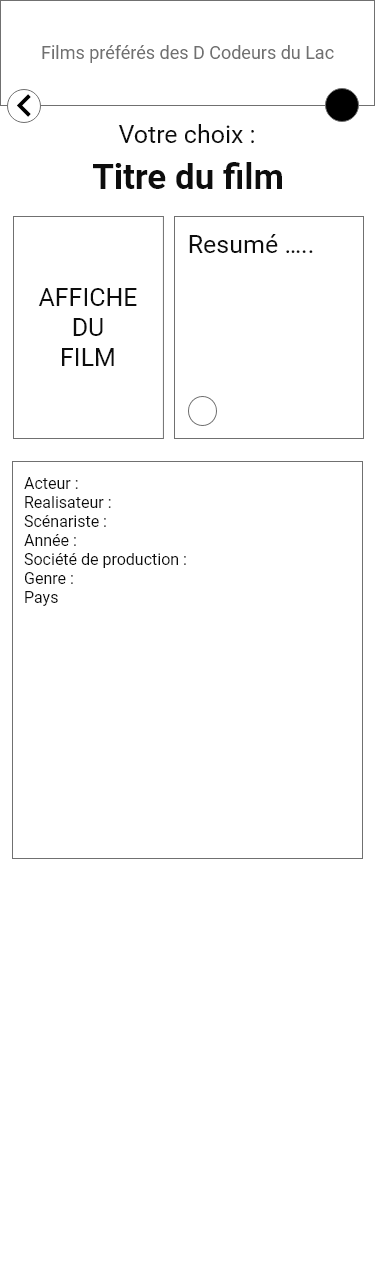 Films préférés des D Codeurs du Lac
Votre choix :
Titre du film
AFFICHE
DU
FILM
Resumé .....
Acteur :
Realisateur :
Scénariste :
Année :
Société de production :
Genre :
Pays